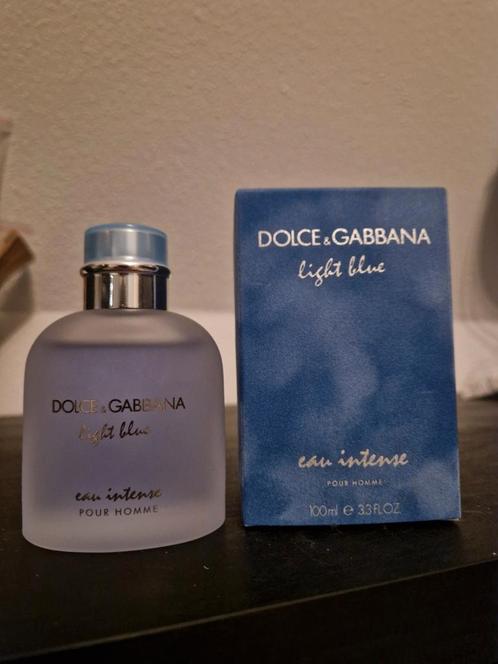 DOLCE & GABBANA
light blue
eau intense
POUR HOMME
DOLCE & GABBANA
light blue
eau intense
POUR HOMME
100ml e 3.3 FL.OZ.